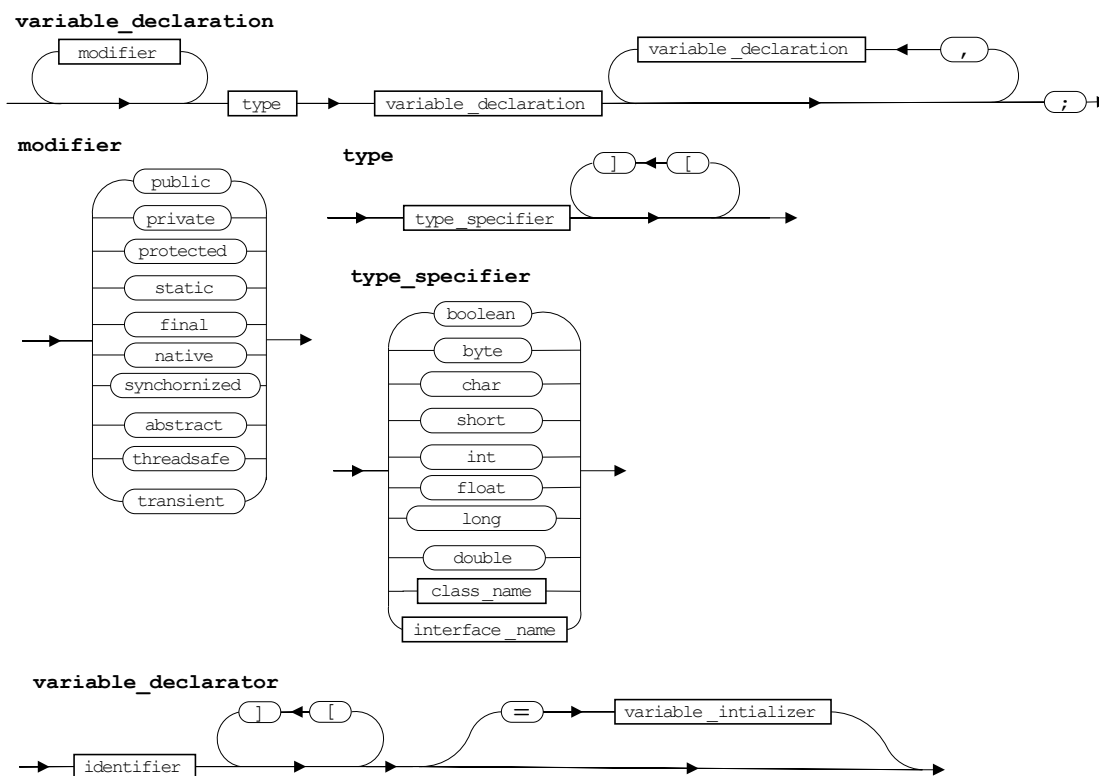 variable_declaration
modifier
variable_declaration
,
type
variable_declaration
;
modifier
public
private
protected
static
final
native
synchornized
abstract
threadsafe
transient
type
] [
type_specifier
type_specifier
boolean
byte
char
short
int
float
long
double
class_name
interface_name
variable_declarator
] [
= variable_intializer
identifier